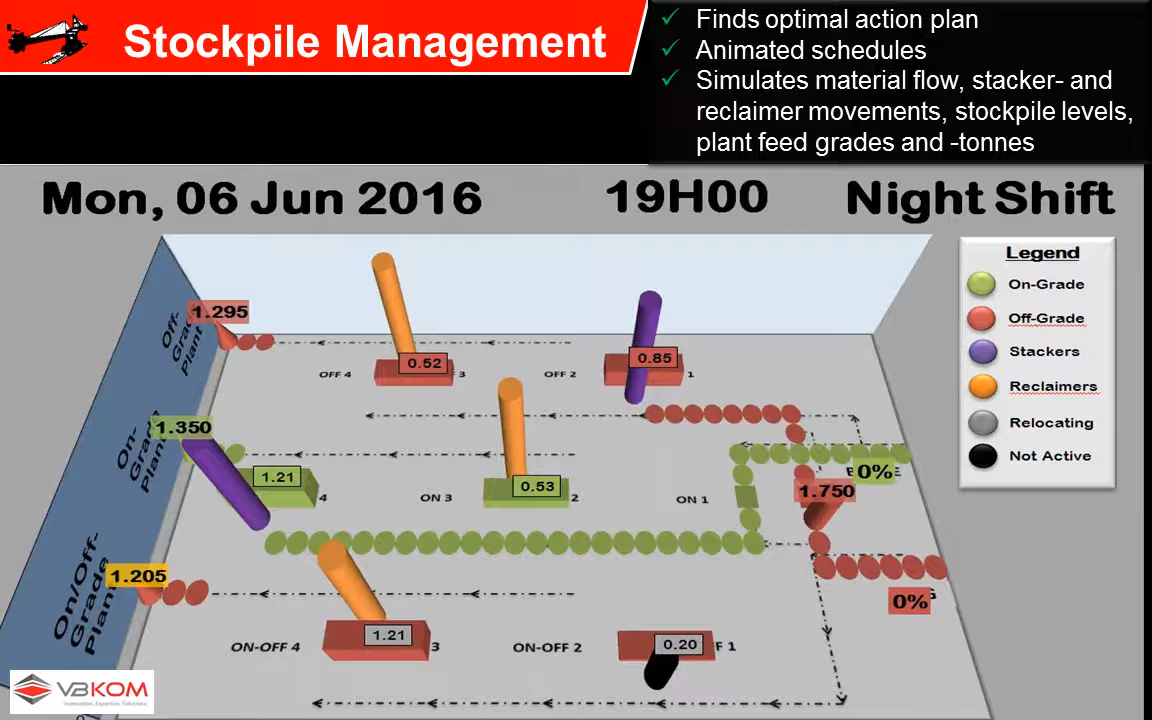 Stockpile Management
Finds optimal action plan
Animated schedules
Simulates material flow, stacker- and
reclaimer movements, stockpile levels,
plant feed grades and -tonnes
Mon, 06 Jun 2016 19H00 Night Shift
Legend
On-Grade
Off-Grade
Stackers
Reclaimers
Relocating
Not Active
1.295
Off-
Grade
Plant
0.52
0.85
OFF 4
3
OFF 2
1
1.350
On-
Grade
Plant
0%
1.21
4
ON 3
0.53
2
ON 1
1.750
1.205
On/Off-
Grade
Plant
0%
1.21
0.20
ON-OFF 4
3
ON-OFF 2
F 1
VBKOM
Innovation. Expertise. Solutions.